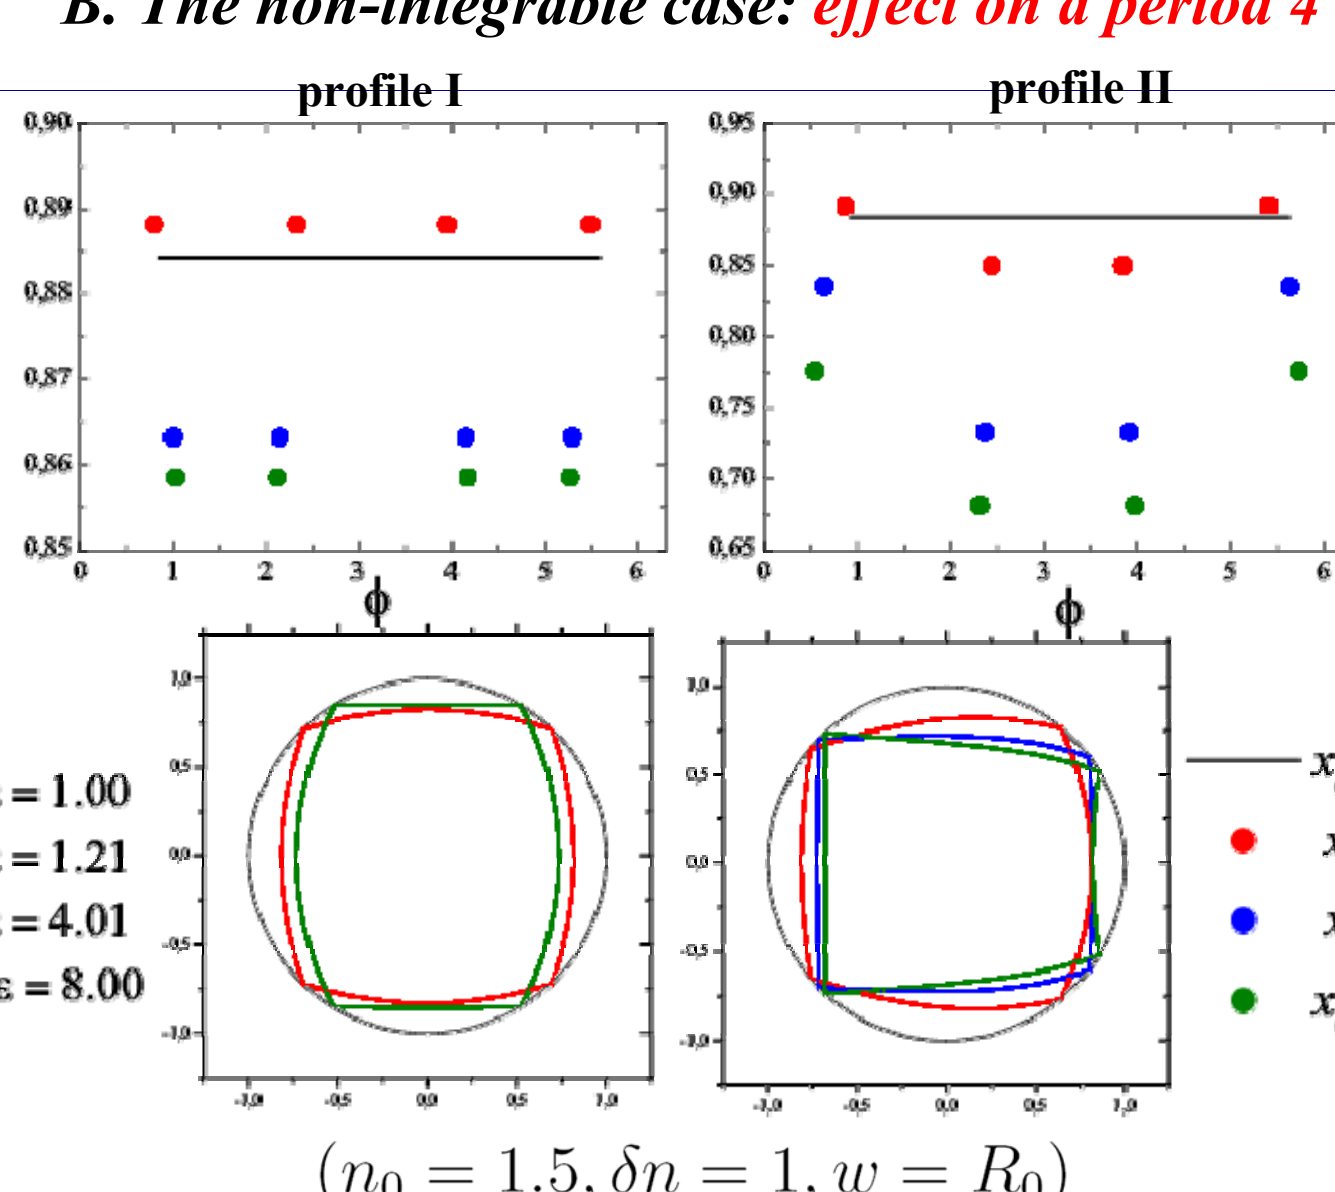 B. The non-integrable case: effect on a period 4
profile I
profile II
0,90
0,89
0,88
0,87
0,86
0,85
0 1 2 3 4 5 6
ϕ
0,95
0,90
0,85
0,80
0,75
0,70
0,65
0 1 2 3 4 5 6
ϕ
= 1.00
= 1.21
= 4.01
ε = 8.00
1,0
0,5
0,0
-0,5
-1,0
-1,0 -0,5 0,0 0,5 1,0
1,0
0,5
0,0
-0,5
-1,0
-1,0 -0,5 0,0 0,5 1,0
x
x
x
x
(n₀ = 1.5, δn = 1, w = R₀)